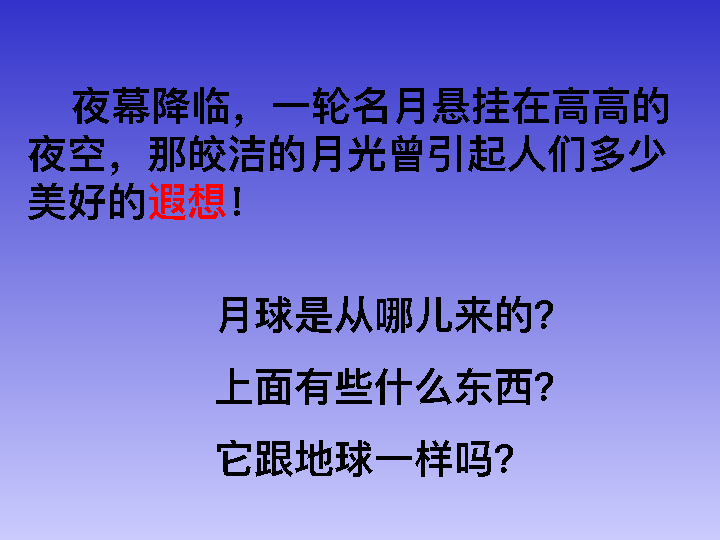 夜幕降临，一轮名月悬挂在高高的
夜空，那皎洁的月光曾引起人们多少
美好的遐想！
月球是从哪儿来的？
上面有些什么东西？
它跟地球一样吗？